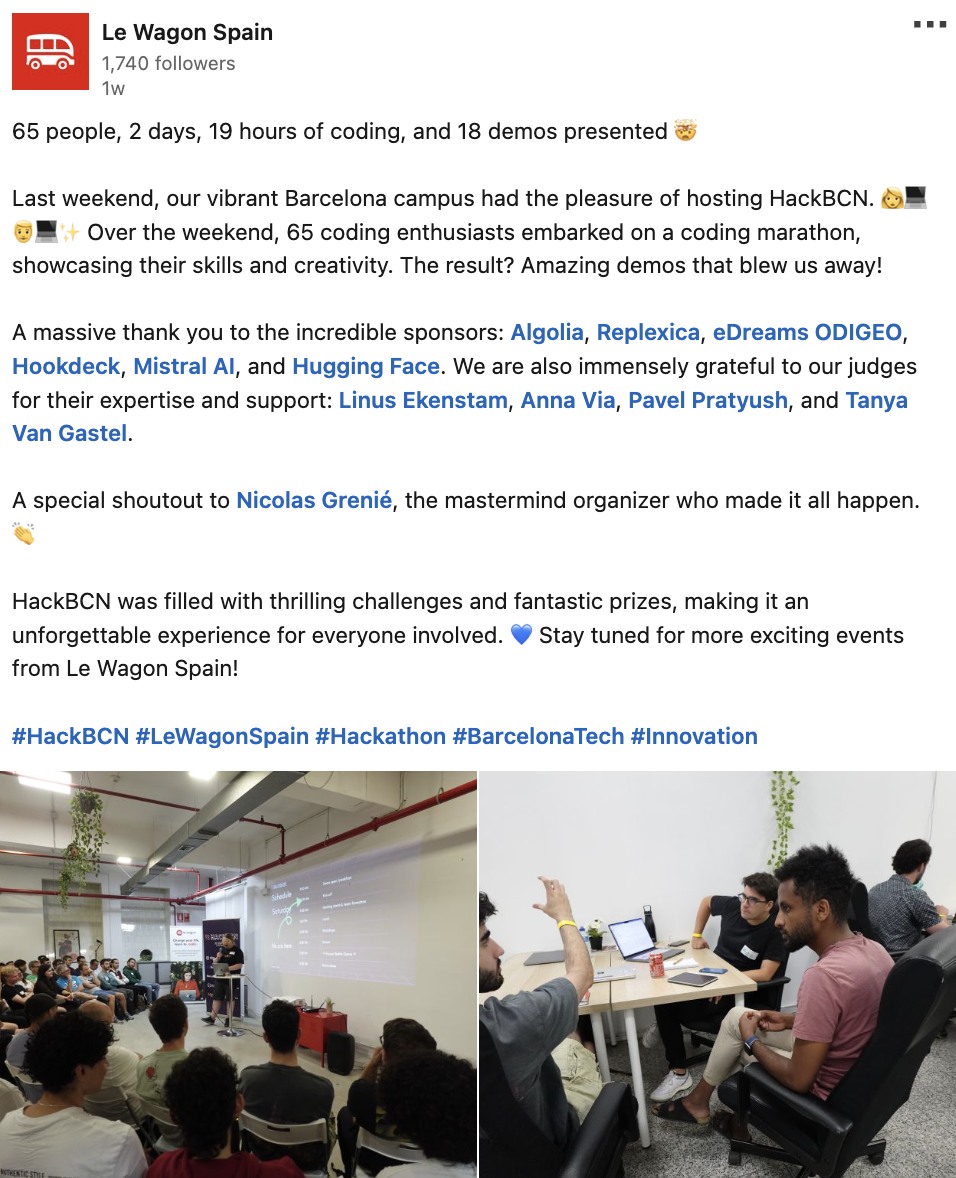 Le Wagon Spain
1,740 followers
1w
65 people, 2 days, 19 hours of coding, and 18 demos presented 🤯
Last weekend, our vibrant Barcelona campus had the pleasure of hosting HackBCN. 👩‍💻
👨‍💻✨ Over the weekend, 65 coding enthusiasts embarked on a coding marathon,
showcasing their skills and creativity. The result? Amazing demos that blew us away!
A massive thank you to the incredible sponsors: Algolia, Replexica, eDreams ODIGEO,
Hookdeck, Mistral AI, and Hugging Face. We are also immensely grateful to our judges
for their expertise and support: Linus Ekenstam, Anna Via, Pavel Pratyush, and Tanya
Van Gastel.
A special shoutout to Nicolas Grenié, the mastermind organizer who made it all happen.
👏
HackBCN was filled with thrilling challenges and fantastic prizes, making it an
unforgettable experience for everyone involved. 💙 Stay tuned for more exciting events
from Le Wagon Spain!
#HackBCN #LeWagonSpain #Hackathon #BarcelonaTech #Innovation
Schedule
Saturday
You are here
AUTHENTIC STYLE